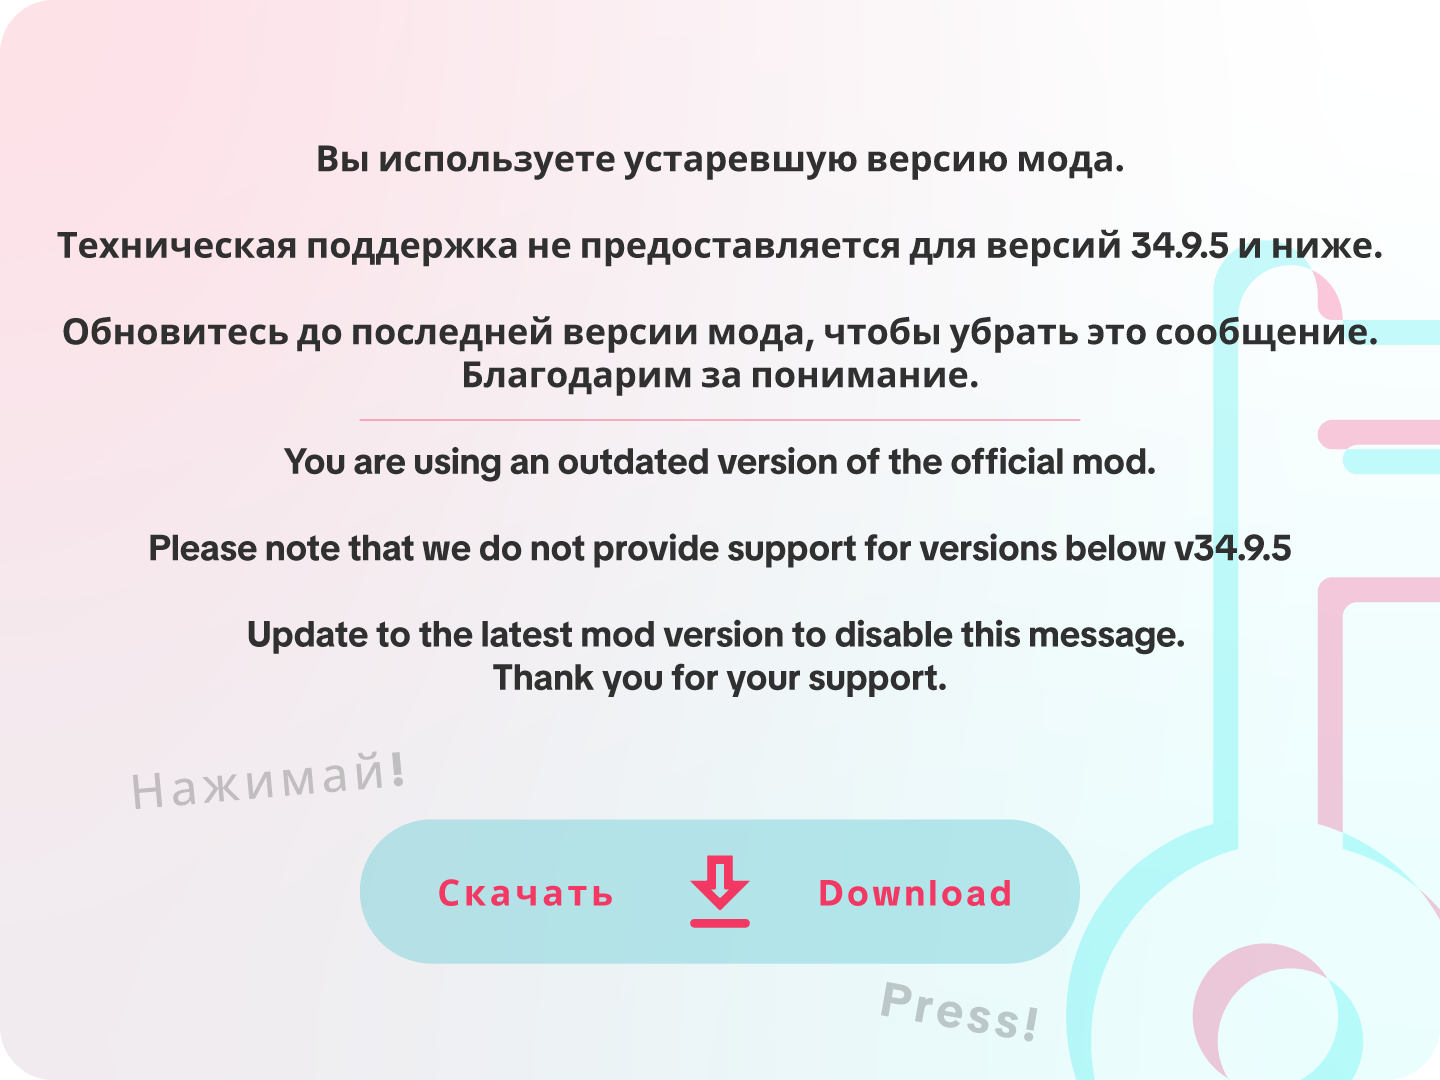 Вы используете устаревшую версию мода.
Техническая поддержка не предоставляется для версий 34.9.5 и ниже.
Обновитесь до последней версии мода, чтобы убрать это сообщение.
Благодарим за понимание.
You are using an outdated version of the official mod.
Please note that we do not provide support for versions below v34.9.5
Update to the latest mod version to disable this message.
Thank you for your support.
Нажимай!
Скачать Download
Press!